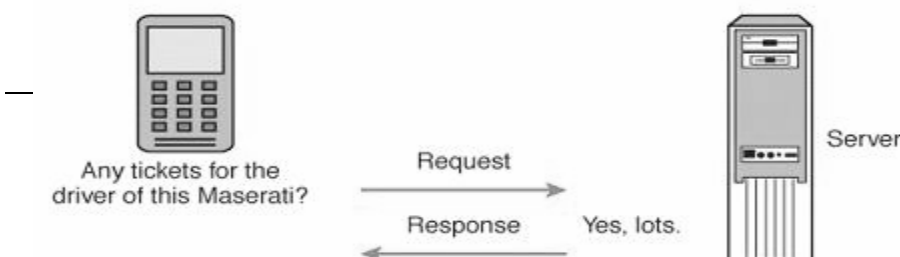 Server
Any tickets for the
driver of this Maserati?
Request
Response
Yes, lots.